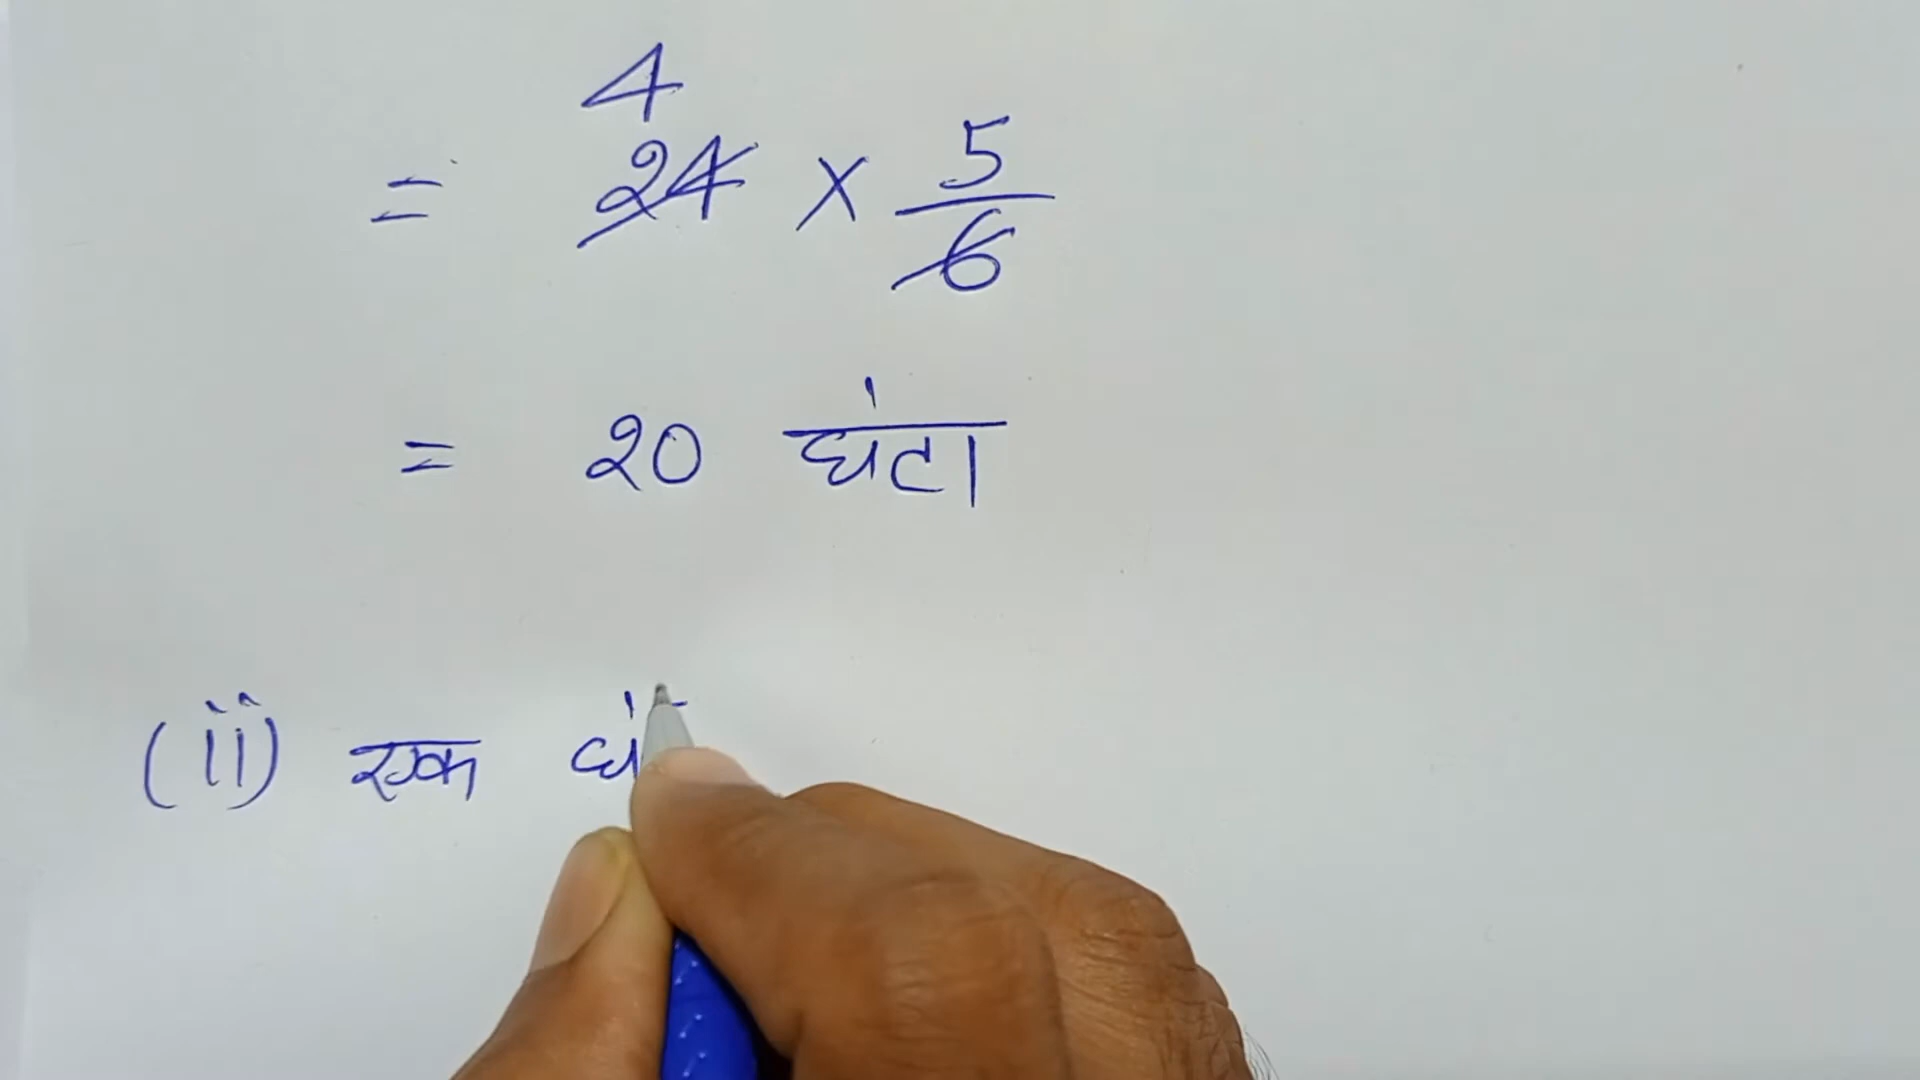 4
= 24 × 5/6
= 20 घंटा
(ii) एक घं